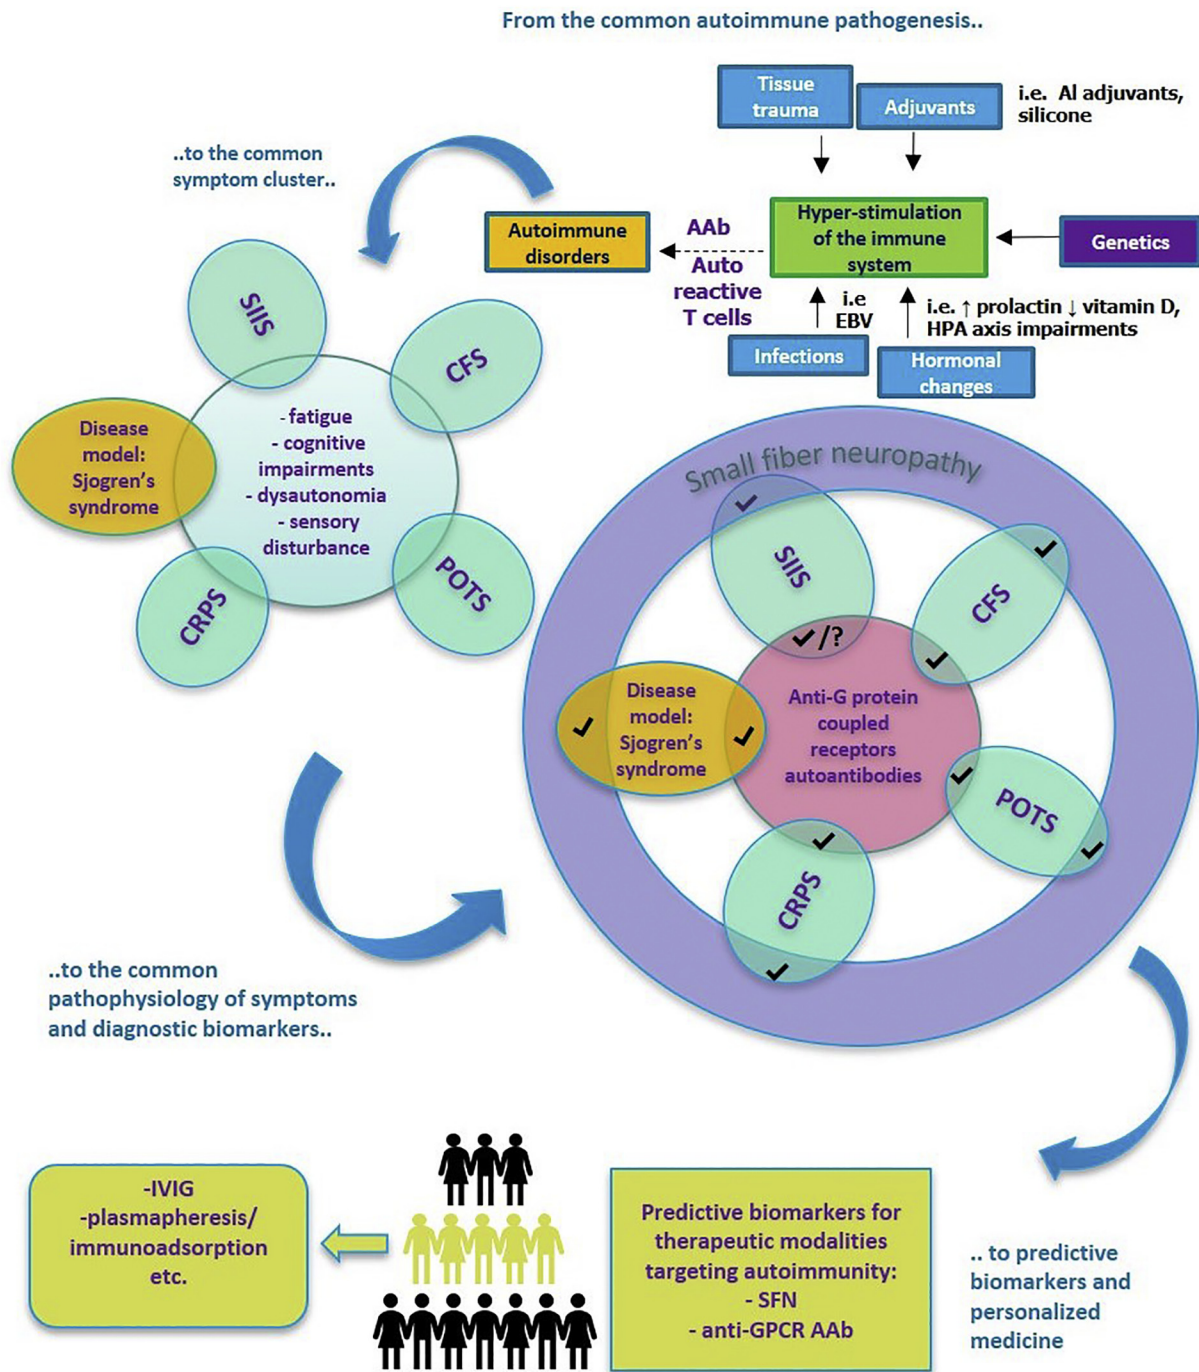 From the common autoimmune pathogenesis..
Tissue
trauma
Adjuvants
i.e. Al adjuvants,
silicone
..to the common
symptom cluster..
Autoimmune
disorders
AAb
Auto
reactive
T cells
Hyper-stimulation
of the immune
system
Genetics
i.e
EBV
i.e. ↑ prolactin ↓ vitamin D,
HPA axis impairments
Infections
Hormonal
changes
SIIS
CFS
Disease
model:
Sjogren's
syndrome
- fatigue
- cognitive
impairments
- dysautonomia
- sensory
disturbance
CRPS
POTS
Small fiber neuropathy
SIIS
CFS
✓/?
Disease
model:
Sjogren's
syndrome
Anti-G protein
coupled
receptors
autoantibodies
POTS
CRPS
..to the common
pathophysiology of symptoms
and diagnostic biomarkers..
-IVIG
-plasmapheresis/
immunoadsorption
etc.
Predictive biomarkers for
therapeutic modalities
targeting autoimmunity:
- SFN
- anti-GPCR AAb
.. to predictive
biomarkers and
personalized
medicine